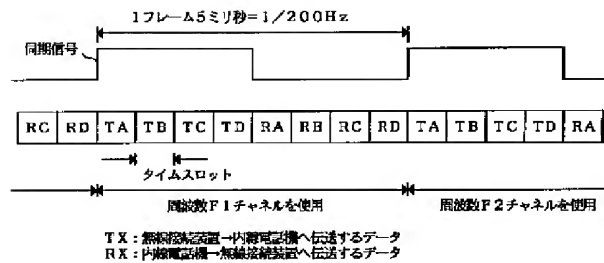 1フレーム5ミリ秒=1/200Hz
同期信号
RC RD TA TB TC TD RA RB RC RD TA TB TC TD RA
タイムスロット
周波数F1チャネルを使用 周波数F2チャネルを使用
TX:無線接続装置→内線電話機へ伝送するデータ
RX:内線電話機→無線接続装置へ伝送するデータ